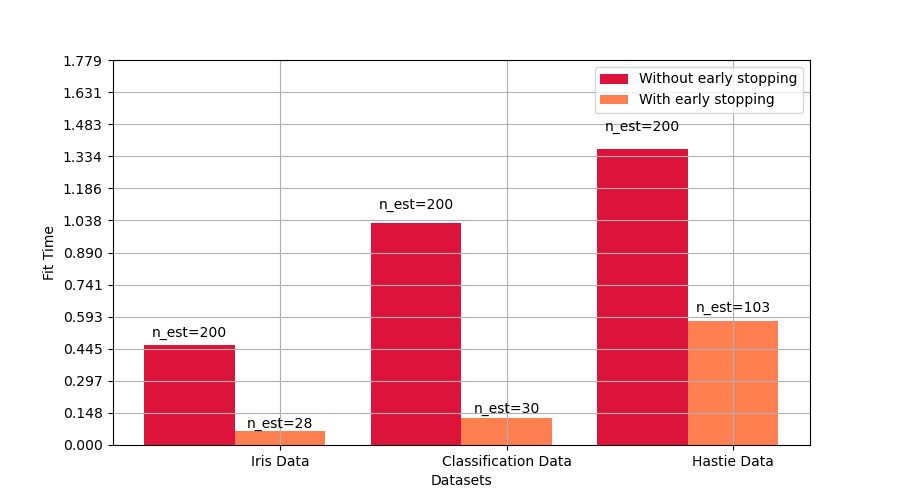 1.779
1.631
1.483
1.334
1.186
1.038
0.890
0.741
0.593
0.445
0.297
0.148
0.000
Fit Time
Without early stopping
With early stopping
n_est=200
n_est=200
n_est=103
n_est=200
n_est=30
n_est=28
Iris Data
Classification Data
Hastie Data
Datasets